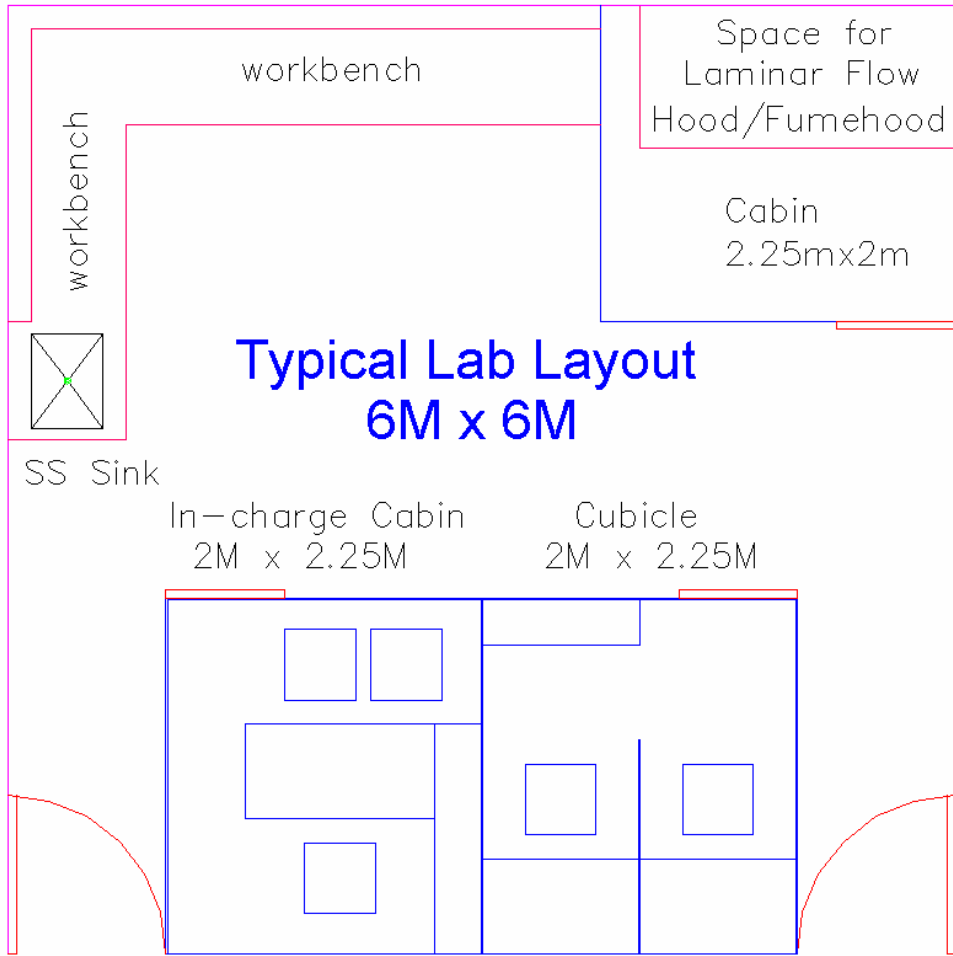 workbench
Space for
Laminar Flow
Hood/Fumehood
workbench
Cabin
2.25mx2m
Typical Lab Layout
6M x 6M
SS Sink
In-charge Cabin
2M x 2.25M
Cubicle
2M x 2.25M